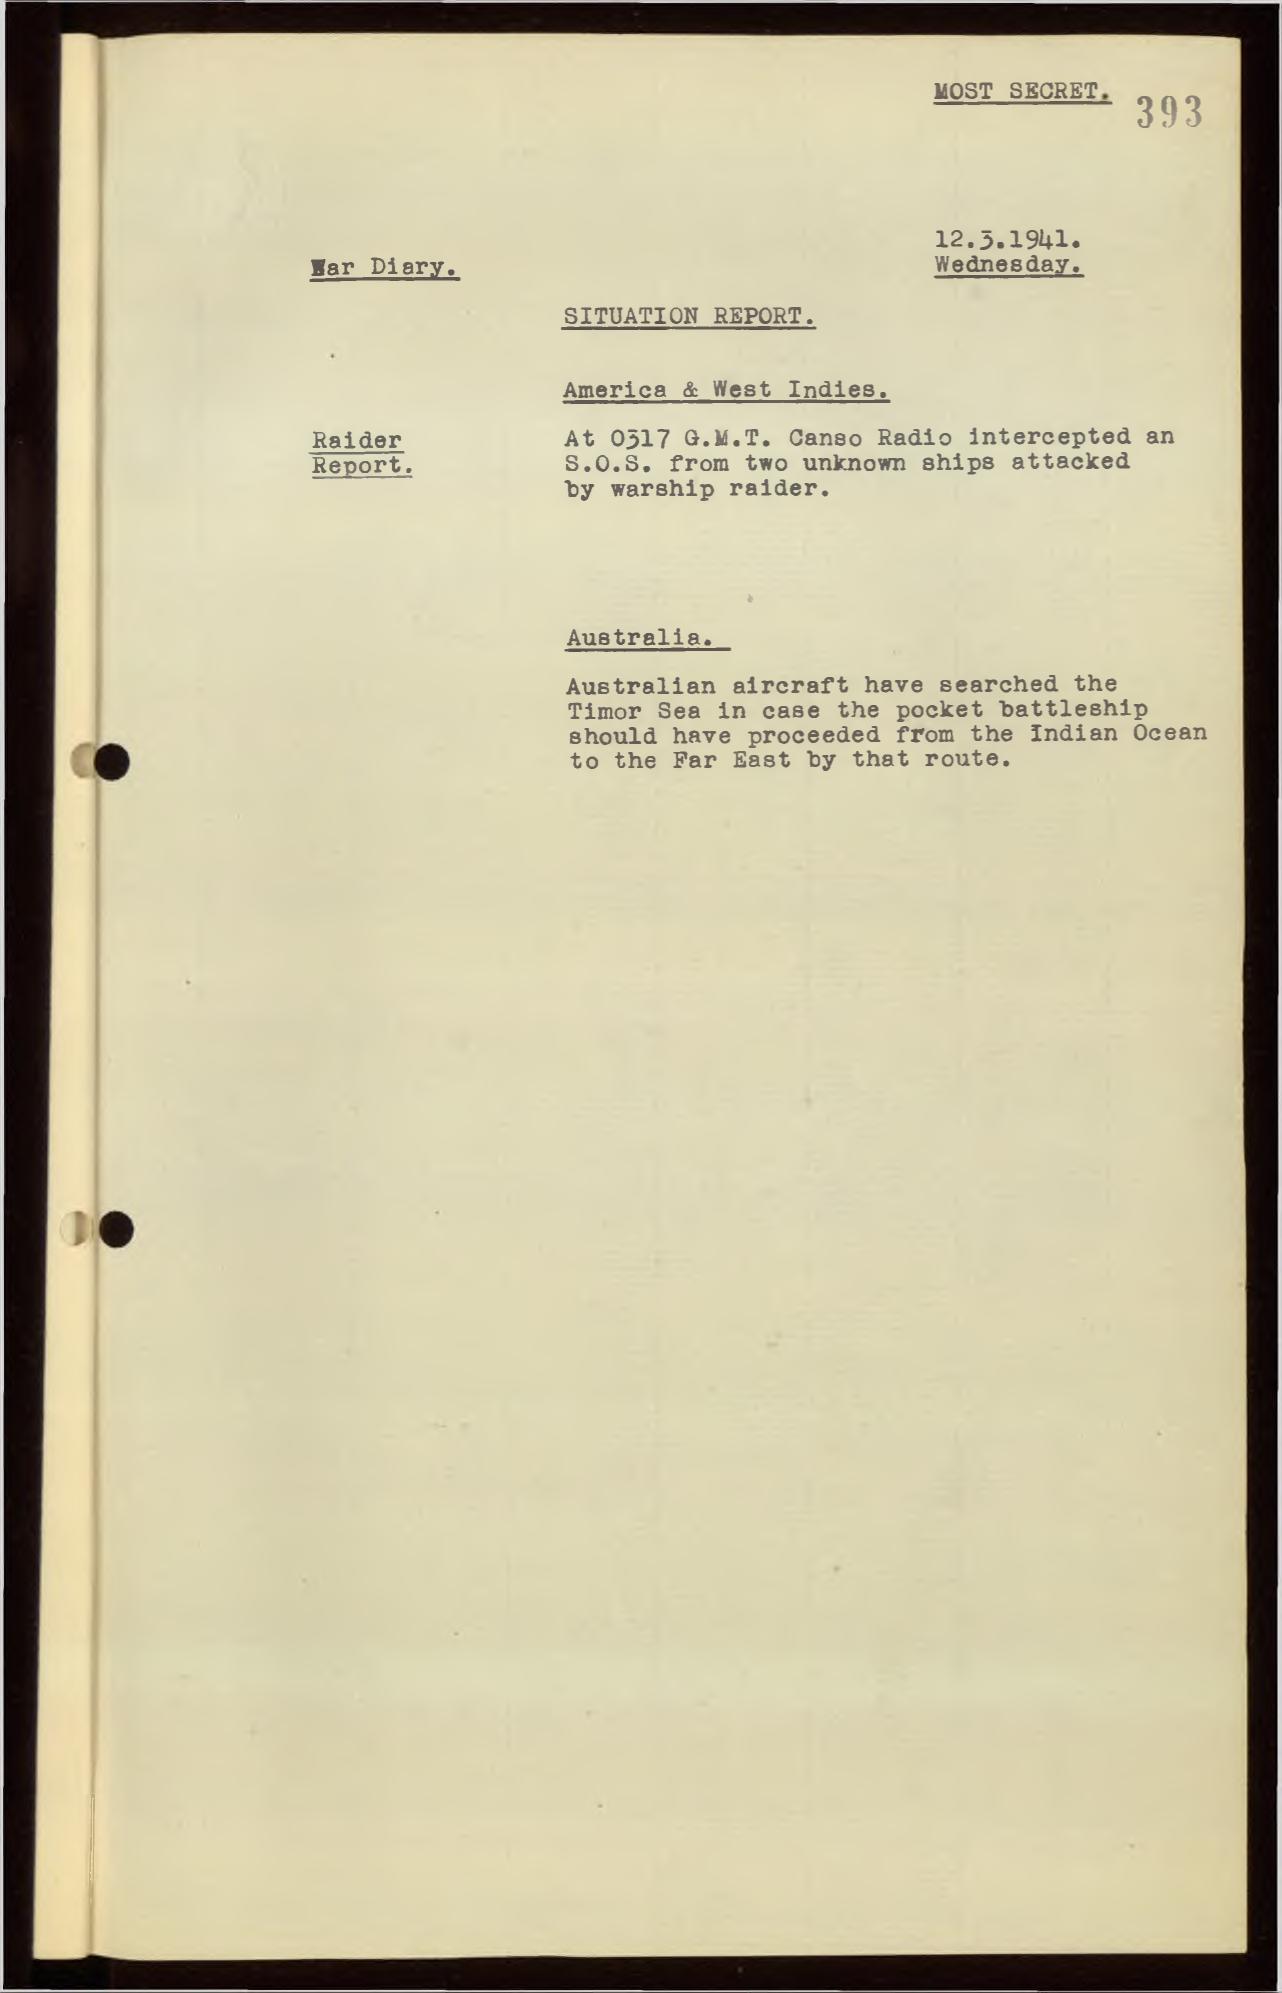 MOST SECRET.
393
12.3.1941.
War Diary.
Wednesday.
SITUATION REPORT.
America & West Indies.
Raider
Report.
At 0317 G.M.T. Canso Radio intercepted an
S.O.S. from two unknown ships attacked
by warship raider.
Australia.
Australian aircraft have searched the
Timor Sea in case the pocket battleship
should have proceeded from the Indian Ocean
to the Far East by that route.